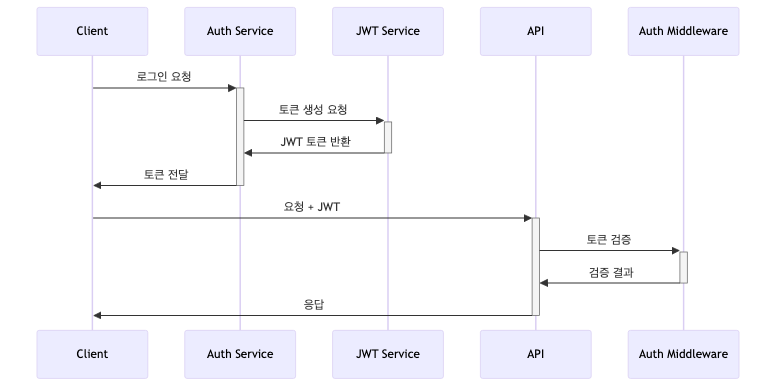 Client
Auth Service
JWT Service
API
Auth Middleware
로그인 요청
토큰 생성 요청
JWT 토큰 반환
토큰 전달
요청 + JWT
토큰 검증
검증 결과
응답
Client
Auth Service
JWT Service
API
Auth Middleware